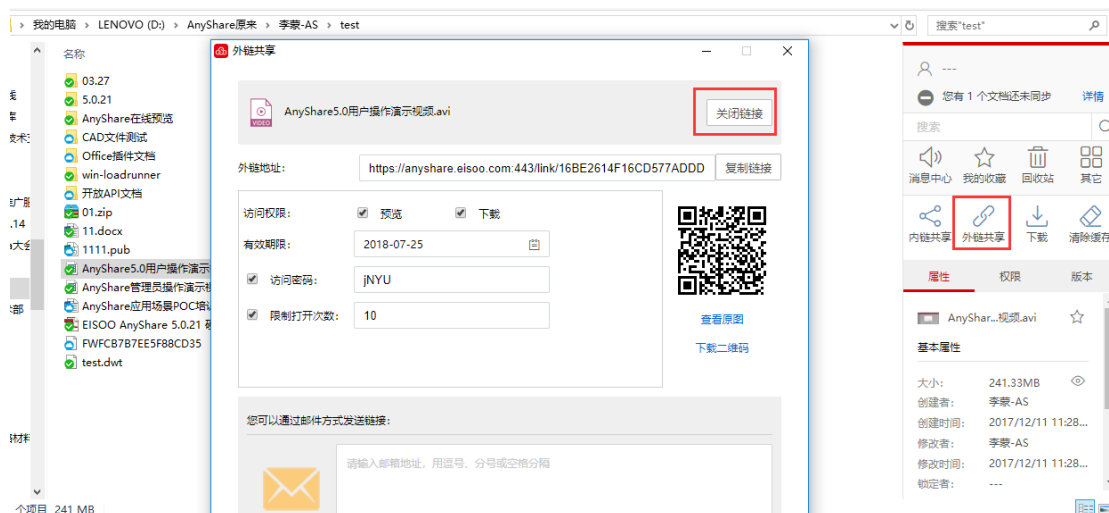 我的电脑 > LENOVO (D:) > AnyShare原来 > 李蒙-AS > test
搜索"test"
名称
03.27
5.0.21
AnyShare在线预览
CAD文件测试
Office插件文档
win-loadrunner
开放API文档
01.zip
11.docx
1111.pub
AnyShare5.0用户操作演示
AnyShare管理员操作演示
AnyShare应用场景POC培
EISOO AnyShare 5.0.21
FWFCB7B7EE5F88CD35
test.dwt
.14
大会
部
材料
个项目 241 MB
外链共享
VIDEO
AnyShare5.0用户操作演示视频.avi
关闭链接
外链地址:
https://anyshare.eisoo.com:443/link/16BE2614F16CD577ADDD
复制链接
访问权限:
预览
下载
有效期限:
2018-07-25
访问密码:
jNYU
限制打开次数:
10
查看原图
下载二维码
您可以通过邮件方式发送链接:
请输入邮箱地址，用逗号、分号或空格分隔
---
您有 1 个文档还未同步
详情
搜索
消息中心
我的收藏
回收站
其它
内链共享
外链共享
下载
清除缓存
属性
权限
版本
AnyShar...视频.avi
基本属性
大小:
241.33MB
创建者:
李蒙-AS
创建时间:
2017/12/11 11:28...
修改者:
李蒙-AS
修改时间:
2017/12/11 11:28...
锁定者:
---